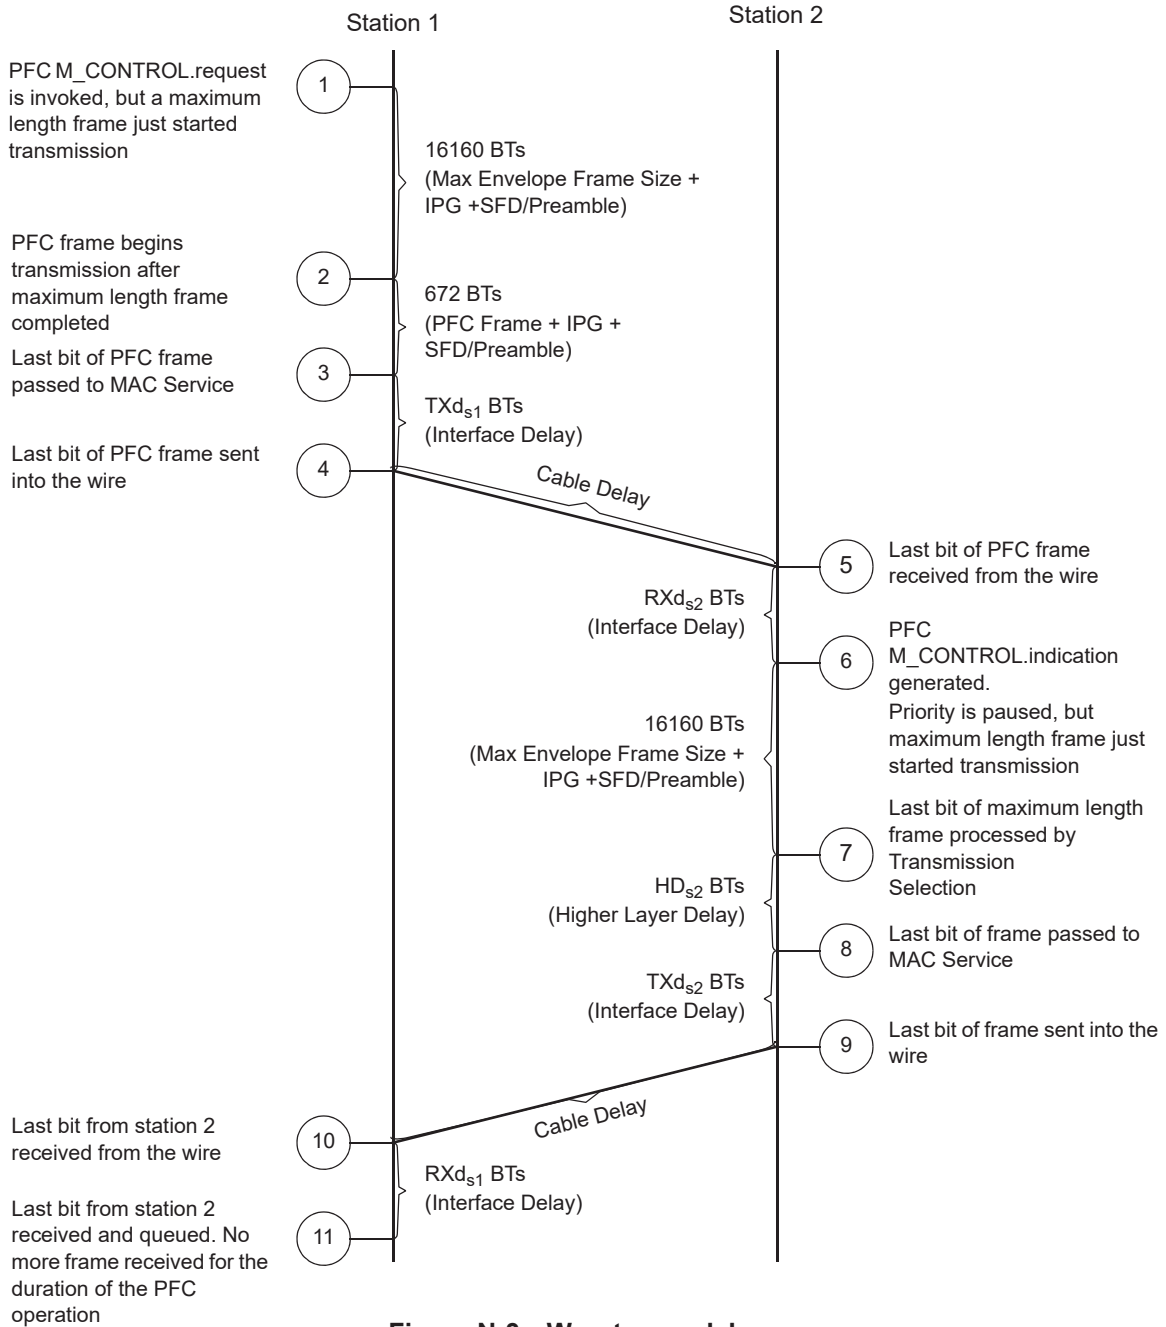 Station 1
Station 2
PFC M_CONTROL.request
is invoked, but a maximum
length frame just started
transmission
1
16160 BTs
(Max Envelope Frame Size +
IPG +SFD/Preamble)
PFC frame begins
transmission after
maximum length frame
completed
2
672 BTs
(PFC Frame + IPG +
SFD/Preamble)
Last bit of PFC frame
passed to MAC Service
3
TXds1 BTs
(Interface Delay)
Last bit of PFC frame sent
into the wire
4
Cable Delay
5
Last bit of PFC frame
received from the wire
RXds2 BTs
(Interface Delay)
6
PFC
M_CONTROL.indication
generated.
Priority is paused, but
maximum length frame just
started transmission
16160 BTs
(Max Envelope Frame Size +
IPG +SFD/Preamble)
7
Last bit of maximum length
frame processed by
Transmission
Selection
HDs2 BTs
(Higher Layer Delay)
8
Last bit of frame passed to
MAC Service
TXds2 BTs
(Interface Delay)
9
Last bit of frame sent into the
wire
Cable Delay
Last bit from station 2
received from the wire
10
RXds1 BTs
(Interface Delay)
Last bit from station 2
received and queued. No
more frame received for the
duration of the PFC
operation
11